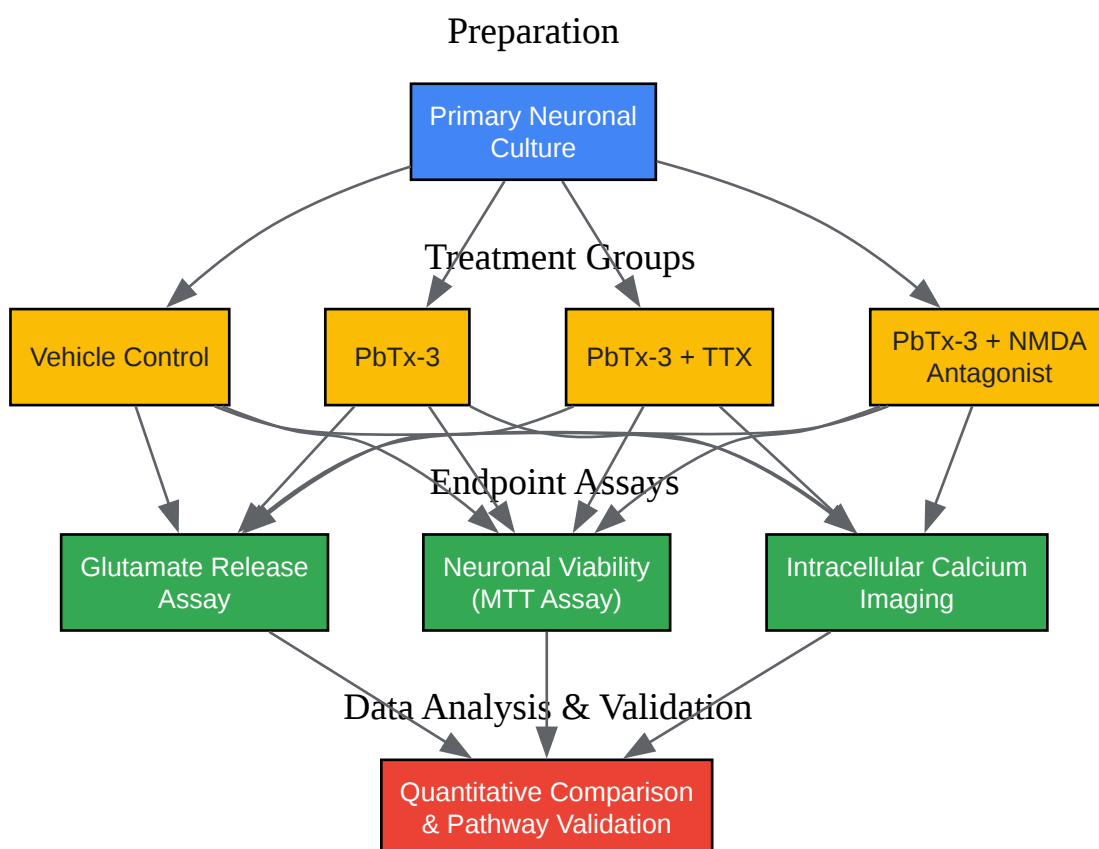 Preparation
Primary Neuronal
Culture
Treatment Groups
Vehicle Control
PbTx-3
PbTx-3 + TTX
PbTx-3 + NMDA
Antagonist
Endpoint Assays
Glutamate Release
Assay
Neuronal Viability
(MTT Assay)
Intracellular Calcium
Imaging
Data Analysis & Validation
Quantitative Comparison
& Pathway Validation